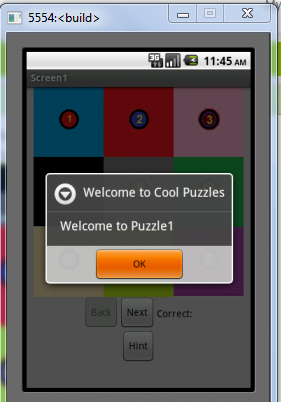 5554:<build>
3G
11:45 AM
Screen1
1
2
3
Welcome to Cool Puzzles
Welcome to Puzzle1
OK
Back
Next
Correct:
Hint